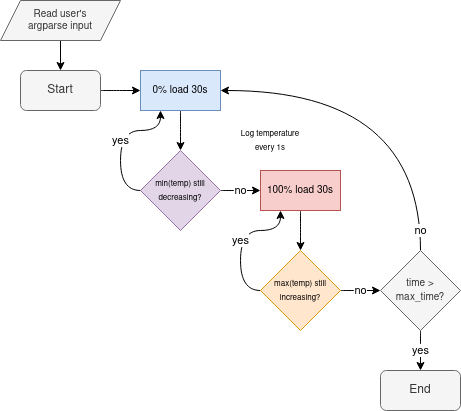 Read user's
argparse input
Start
0% load 30s
yes
Log temperature
every 1s
min(temp) still
decreasing?
no
100% load 30s
yes
no
max(temp) still
increasing?
no
time >
max_time?
yes
End